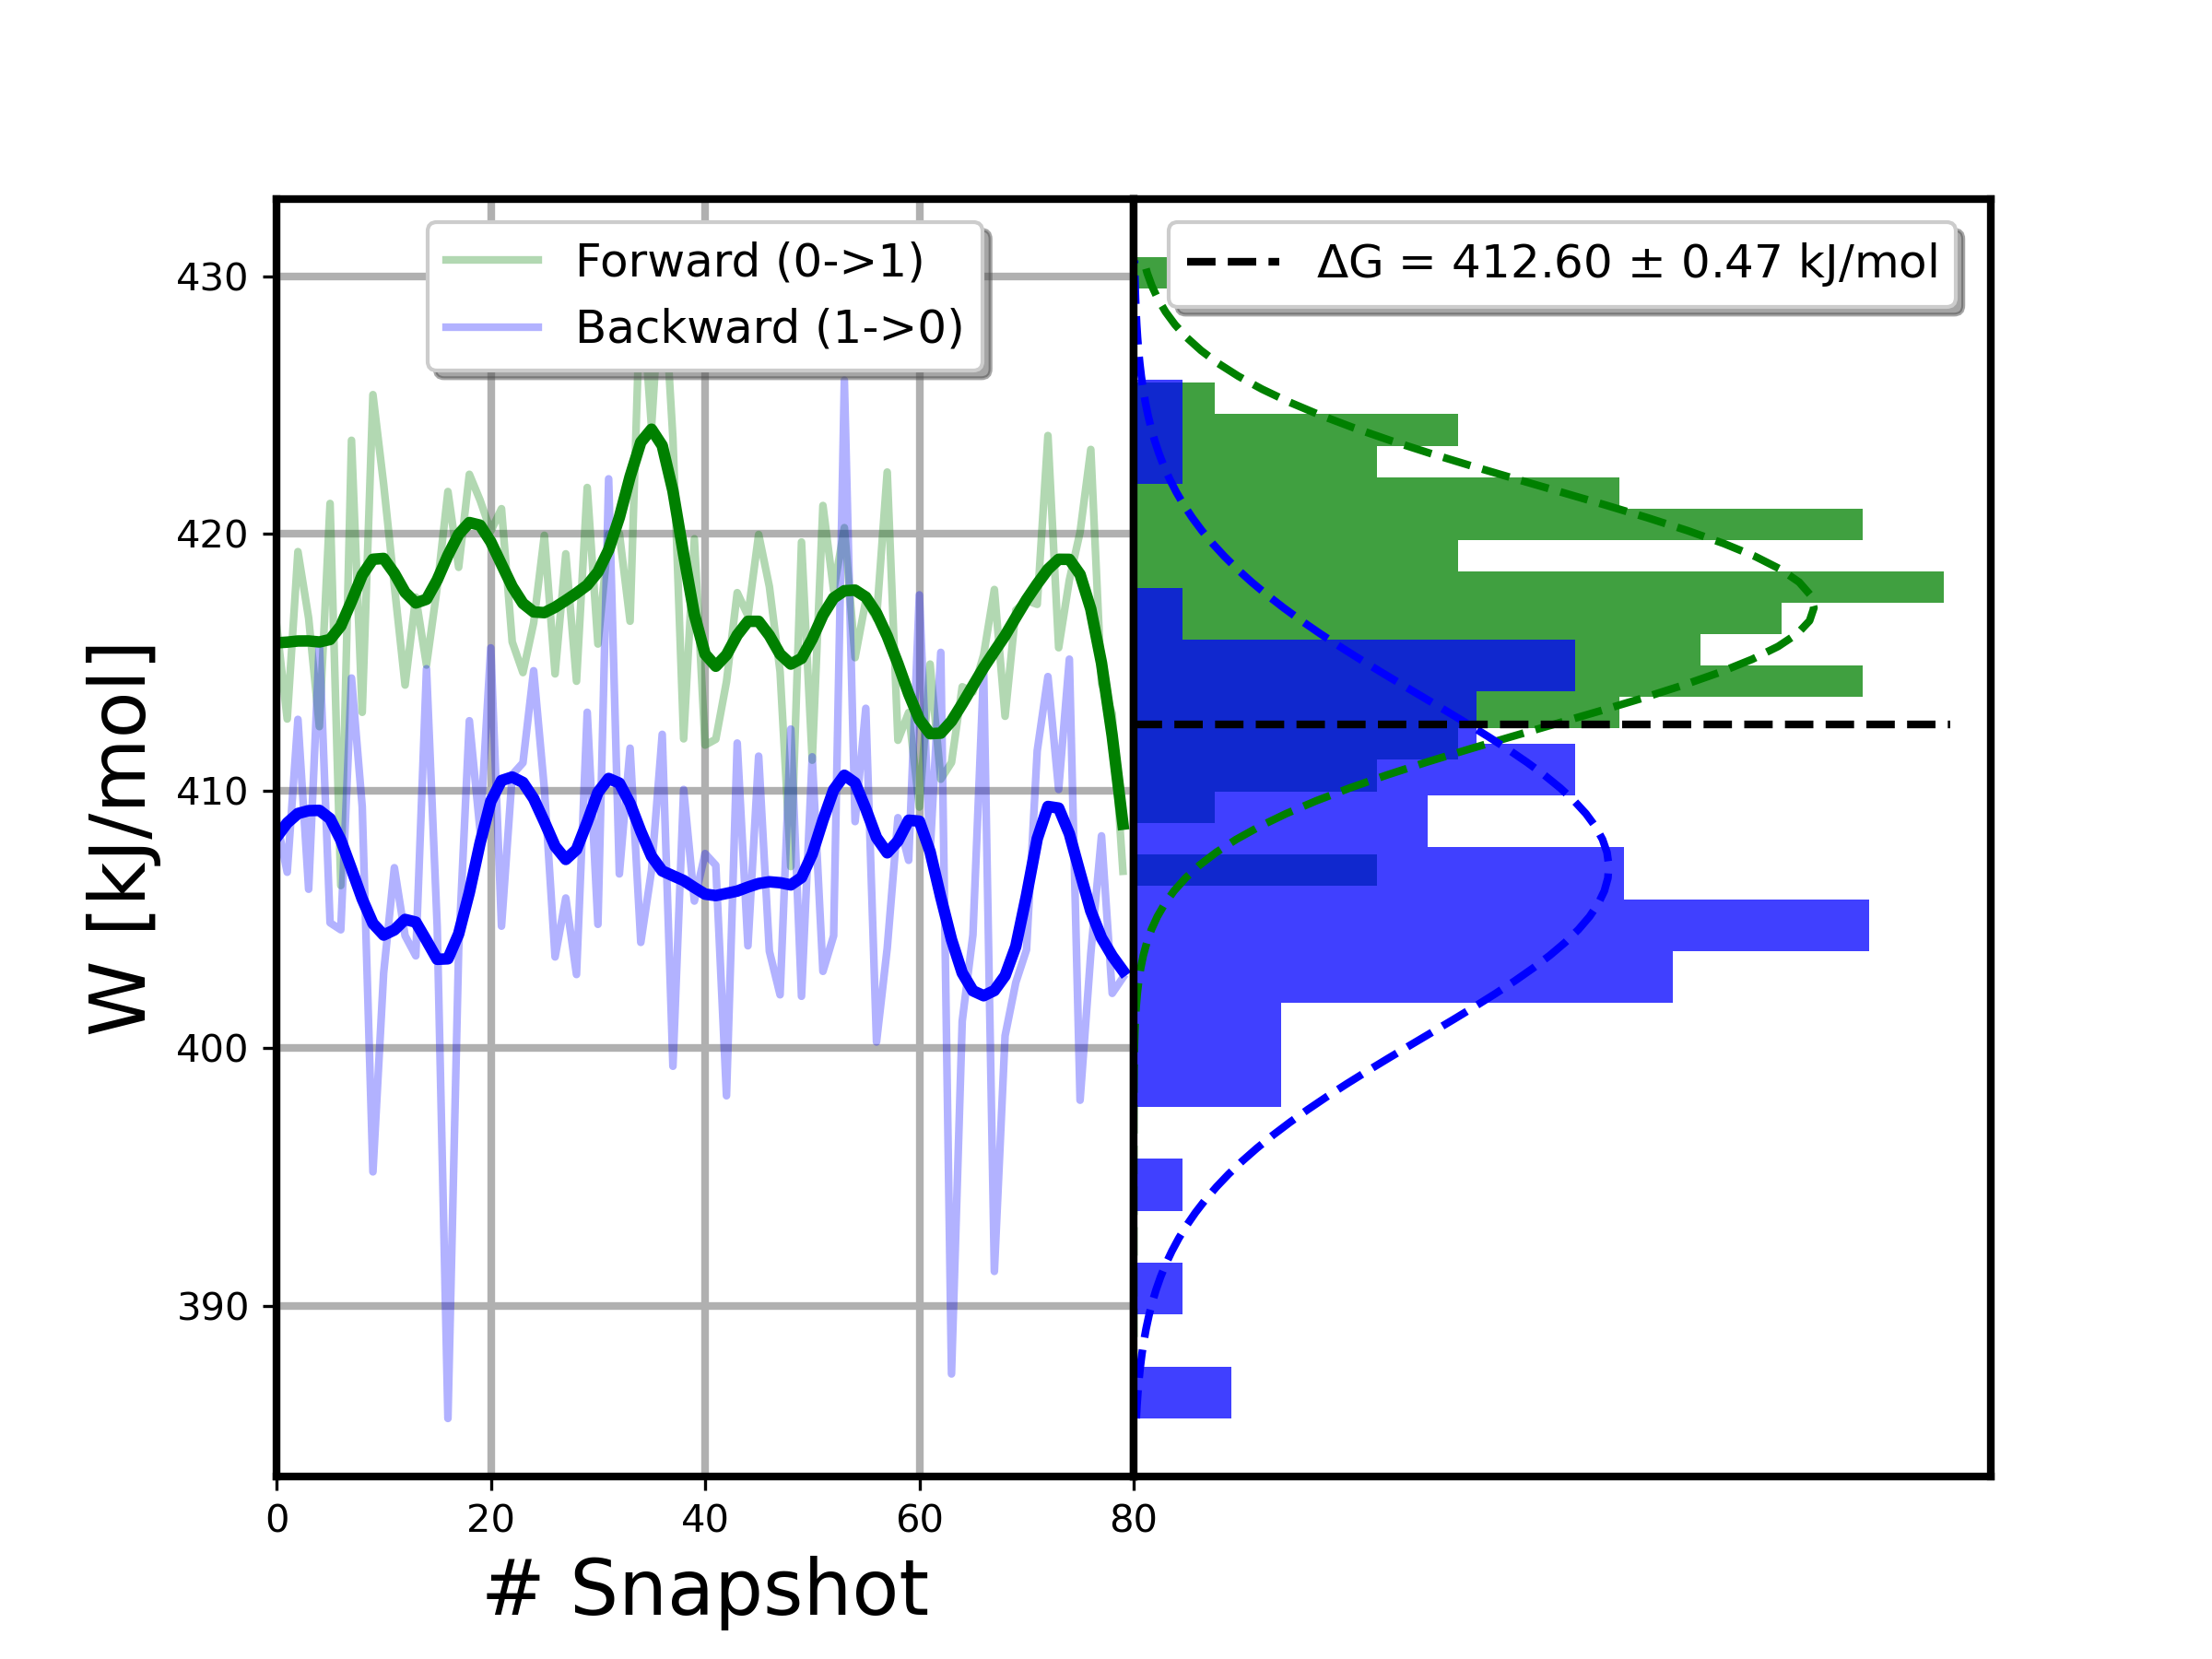 Forward (0->1)
Backward (1->0)
ΔG = 412.60 ± 0.47 kJ/mol
430
420
410
400
390
W [kJ/mol]
0
20
40
60
80
# Snapshot